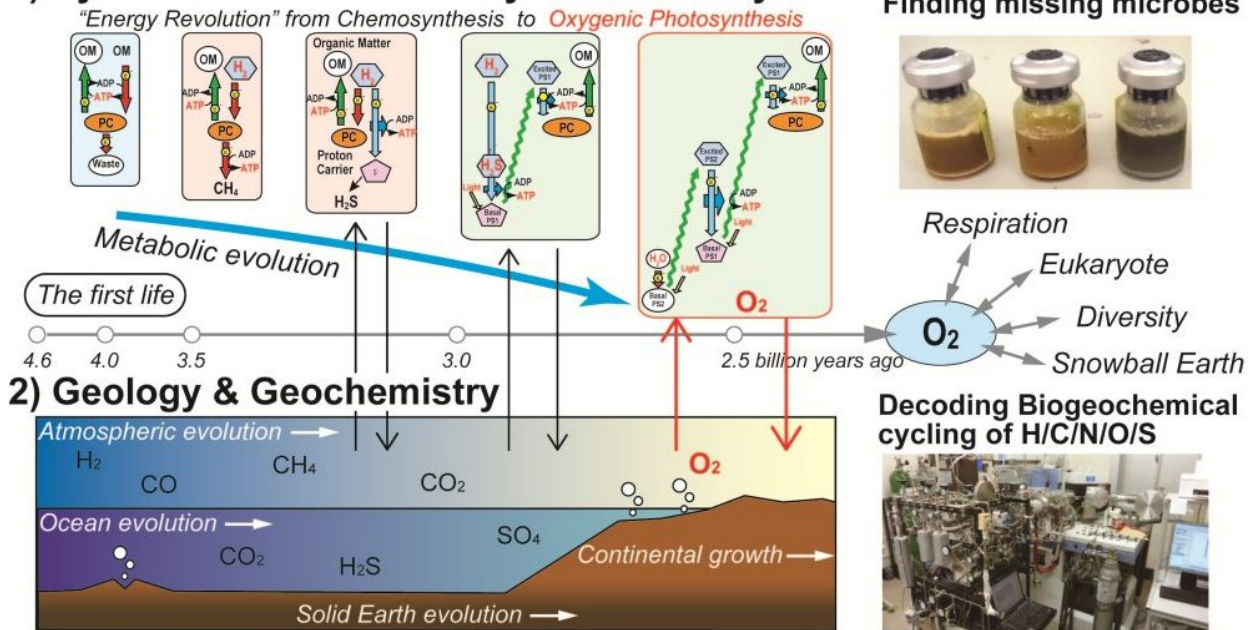 Finding missing microbes
"Energy Revolution" from Chemosynthesis to Oxygenic Photosynthesis
OM
OM
ADP
ATP
PC
Waste
OM
H₂
ADP
ATP
PC
ADP
ATP
CH₄
Organic Matter
OM
H₂
ADP
ATP
PC
ADP
ATP
Proton
Carrier
S
H₂S
H₂
H₂S
Light
Basal
PS1
ADP
ATP
Excited
PS1
OM
ADP
ATP
PC
H₂O
Basal
PS2
Light
Excited
PS2
ADP
ATP
Light
Basal
PS1
Excited
PS1
OM
ADP
ATP
PC
O₂
Metabolic evolution
The first life
4.6
4.0
3.5
3.0
2.5 billion years ago
O₂
Respiration
Eukaryote
Diversity
Snowball Earth
2) Geology & Geochemistry
Atmospheric evolution
H₂
CO
CH₄
CO₂
O₂
Ocean evolution
CO₂
H₂S
SO₄
Continental growth
Solid Earth evolution
Decoding Biogeochemical
cycling of H/C/N/O/S